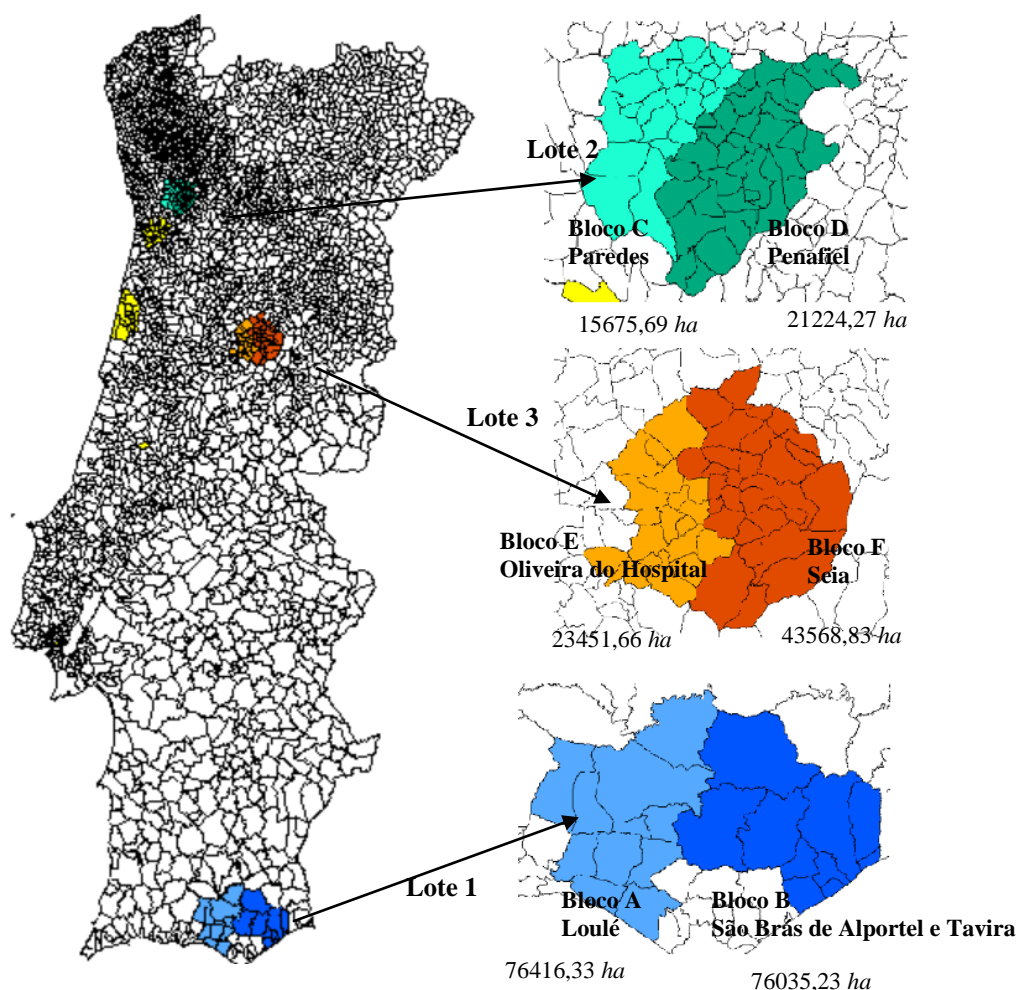 Lote 2
Bloco C
Paredes
Bloco D
Penafiel
15675,69 ha
21224,27 ha
Lote 3
Bloco E
Oliveira do Hospital
Bloco F
Seia
23451,66 ha
43568,83 ha
Lote 1
Bloco A
Loulé
Bloco B
São Brás de Alportel e Tavira
76416,33 ha
76035,23 ha